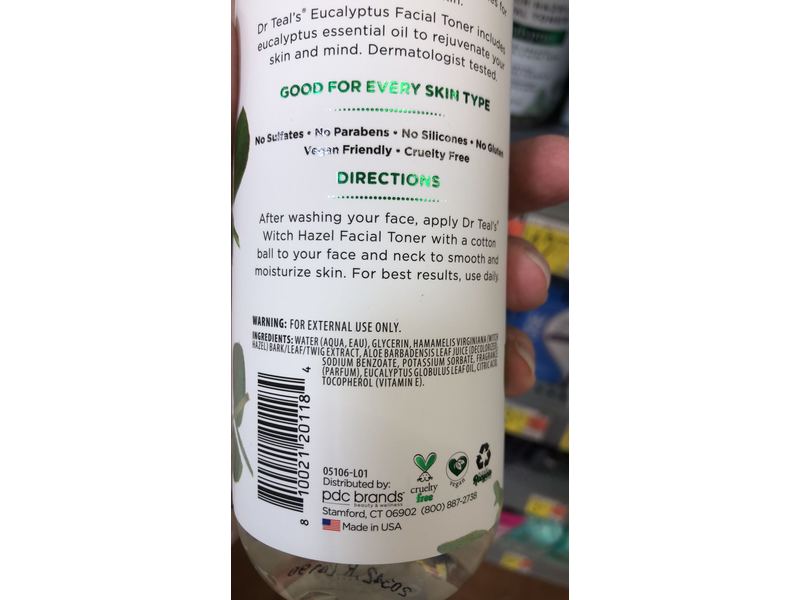 Dr Teal's® Eucalyptus Facial Toner includes
eucalyptus essential oil to rejuvenate your
skin and mind. Dermatologist tested.
GOOD FOR EVERY SKIN TYPE
No Sulfates • No Parabens • No Silicones • No Gluten
Vegan Friendly • Cruelty Free
DIRECTIONS
After washing your face, apply Dr Teal's®
Witch Hazel Facial Toner with a cotton
ball to your face and neck to smooth and
moisturize skin. For best results, use daily.
WARNING: FOR EXTERNAL USE ONLY.
INGREDIENTS: WATER (AQUA, EAU), GLYCERIN, HAMAMELIS VIRGINIANA (WITCH
HAZEL) BARK/LEAF/TWIG EXTRACT, ALOE BARBADENSIS LEAF JUICE (DECOLORIZED),
SODIUM BENZOATE, POTASSIUM SORBATE, FRAGRANCE
(PARFUM), EUCALYPTUS GLOBULUS LEAF OIL, CITRIC ACID,
TOCOPHEROL (VITAMIN E).
8 10021 20118 4
05106-L01
Distributed by:
pdc brands
beauty & wellness
Stamford, CT 06902 (800) 887-2738
Made in USA
cruelty
free
vegan